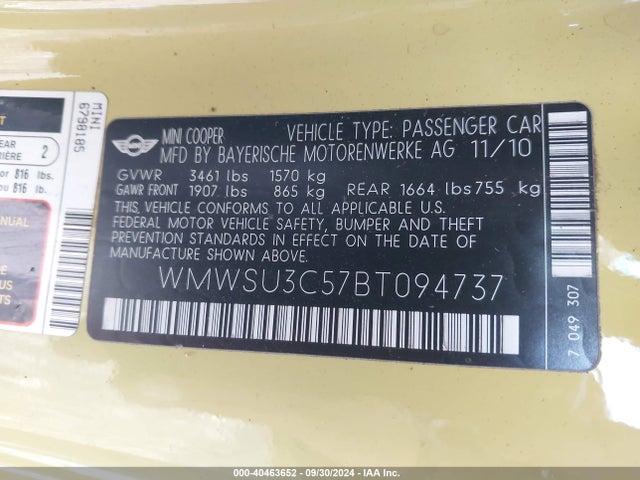 MINI
6798185
2
816 lb.
816 lb.
MINI COOPER
VEHICLE TYPE: PASSENGER CAR
MFD BY BAYERISCHE MOTORENWERKE AG 11/10
GVWR 3461 lbs 1570 kg
GAWR FRONT 1907 lbs 865 kg REAR 1664 lbs 755 kg
THIS VEHICLE CONFORMS TO ALL APPLICABLE U.S.
FEDERAL MOTOR VEHICLE SAFETY, BUMPER AND THEFT
PREVENTION STANDARDS IN EFFECT ON THE DATE OF
MANUFACTURE SHOWN ABOVE:
WMWSU3C57BT094737
7 049 307
000-40463652 - 09/30/2024 - IAA Inc.